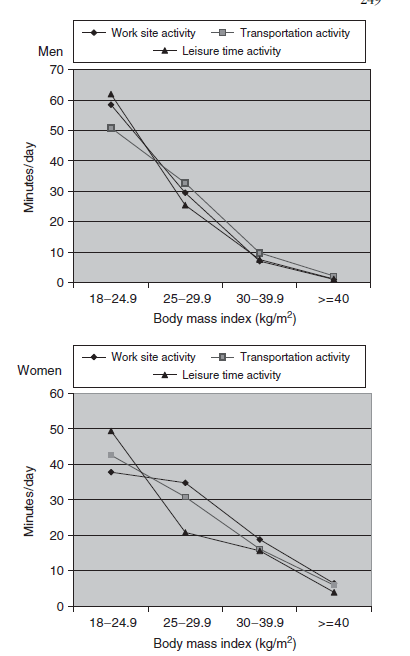 Work site activity Transportation activity
Men Leisure time activity
70
60
50
40
30
20
10
0
Minutes/day
18–24.9 25–29.9 30–39.9 >=40
Body mass index (kg/m²)
Work site activity Transportation activity
Women Leisure time activity
60
50
40
30
20
10
0
Minutes/day
18–24.9 25–29.9 30–39.9 >=40
Body mass index (kg/m²)